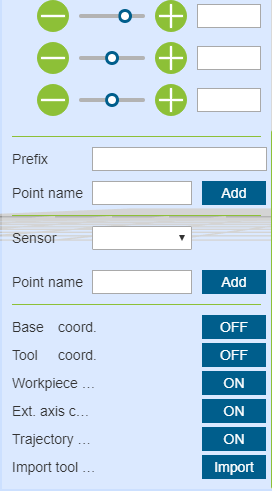 Prefix
Point name Add
Sensor
Point name Add
Base coord. OFF
Tool coord. OFF
Workpiece ... ON
Ext. axis c... ON
Trajectory ... ON
Import tool ... Import